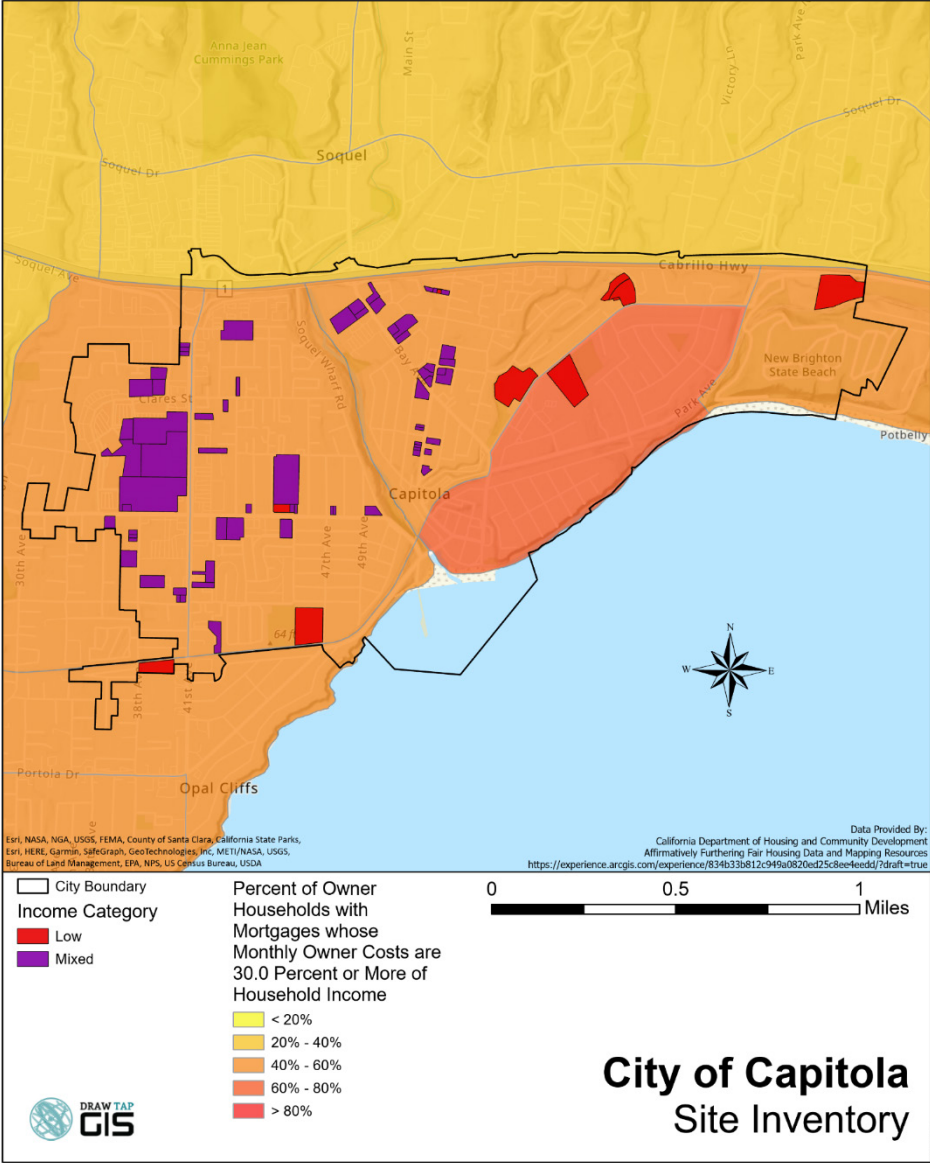 Anna Jean
Cummings Park
Main St
Victory Ln
Park Ave
Soquel Dr
Soquel
Soquel Dr
Soquel Ave
1
Cabrillo Hwy
Soquel Wharf Rd
Bay A
New Brighton
State Beach
Clares St
Park Ave
Potbelly
Capitola
30th Ave
47th Ave
49th Ave
64 ft
38th A
41st A
N
W
E
S
Portola Dr
Opal Cliffs
Esri, NASA, NGA, USGS, FEMA, County of Santa Clara, California State Parks,
Esri, HERE, Garmin, SafeGraph, GeoTechnologies, Inc, METI/NASA, USGS,
Bureau of Land Management, EPA, NPS, US Census Bureau, USDA
Data Provided By:
California Department of Housing and Community Development
Affirmatively Furthering Fair Housing Data and Mapping Resources
https://experience.arcgis.com/experience/834b33b812c949a0820ed25c8ee4eedd/?draft=true
City Boundary
Income Category
Low
Mixed
Percent of Owner
Households with
Mortgages whose
Monthly Owner Costs are
30.0 Percent or More of
Household Income
< 20%
20% - 40%
40% - 60%
60% - 80%
> 80%
0 0.5 1
Miles
DRAW TAP
GIS
City of Capitola
Site Inventory